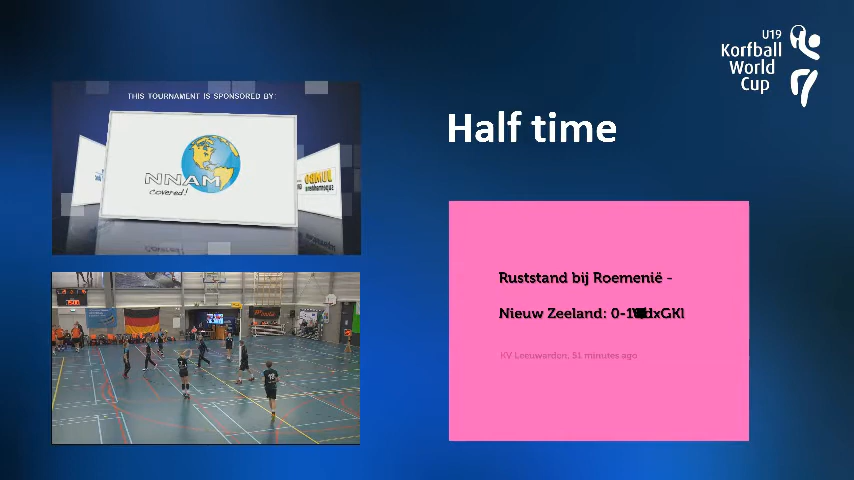 U19
Korfball
World
Cup
THIS TOURNAMENT IS SPONSORED BY:
NNAM
covered!
Half time
Ruststand bij Roemenië -
Nieuw Zeeland: 0-1
KV Leeuwarden, 51 minutes ago